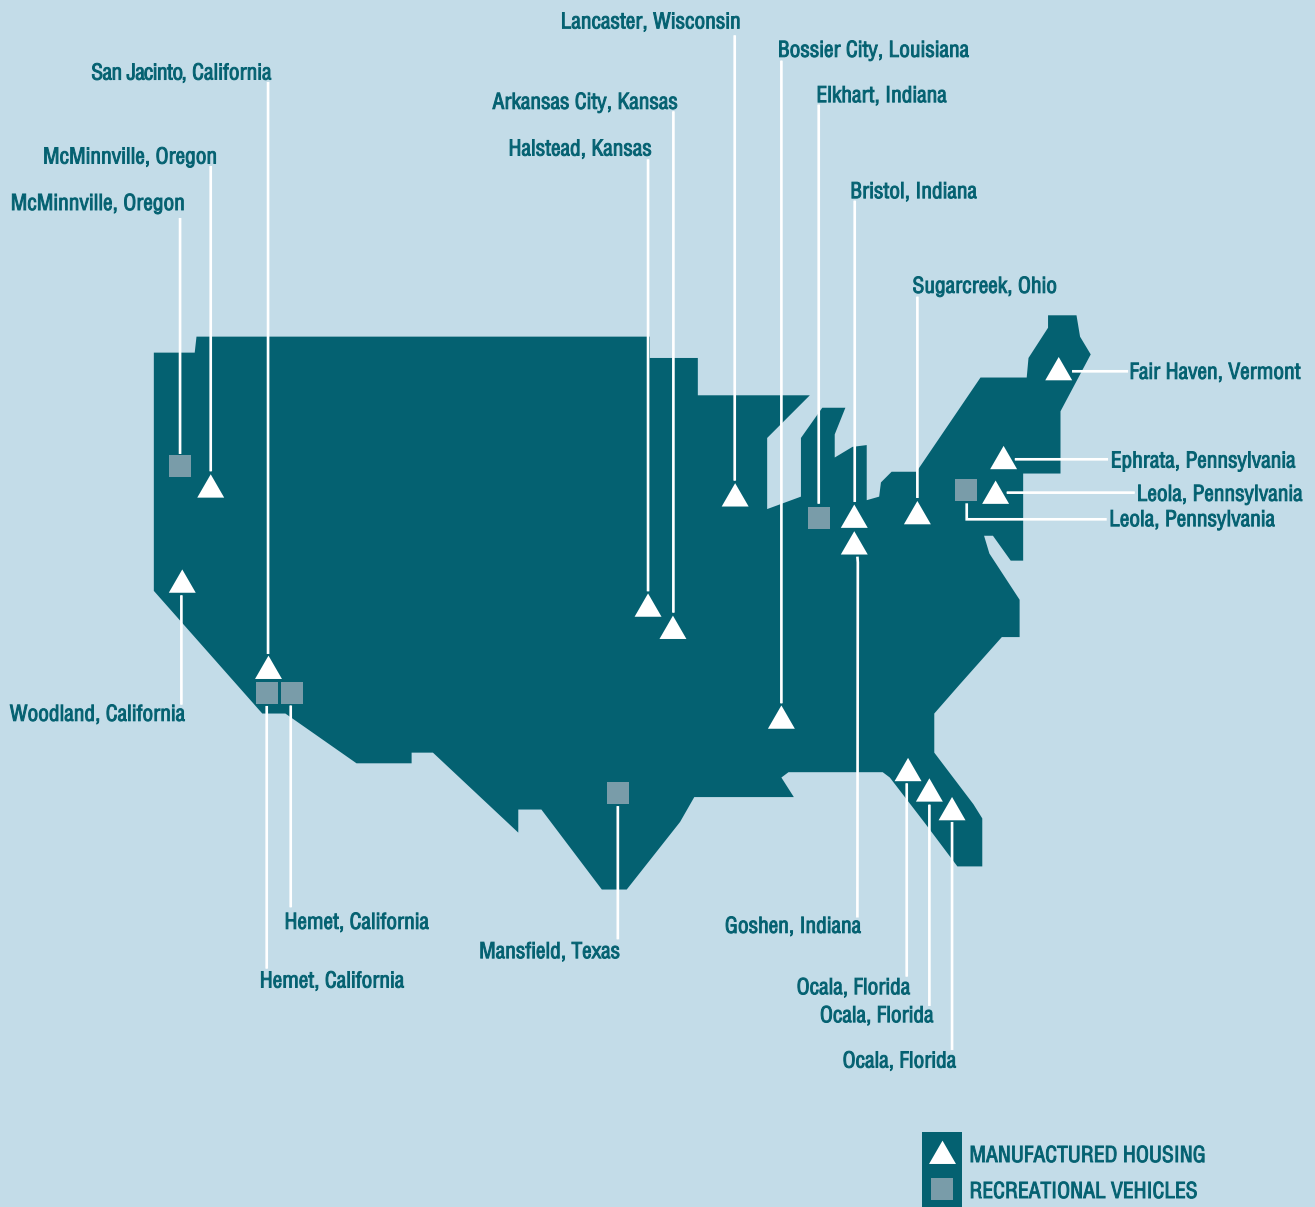 Lancaster, Wisconsin
Bossier City, Louisiana
San Jacinto, California
Elkhart, Indiana
Arkansas City, Kansas
Halstead, Kansas
McMinnville, Oregon
Bristol, Indiana
McMinnville, Oregon
Sugarcreek, Ohio
Fair Haven, Vermont
Ephrata, Pennsylvania
Leola, Pennsylvania
Leola, Pennsylvania
Woodland, California
Hemet, California
Goshen, Indiana
Mansfield, Texas
Hemet, California
Ocala, Florida
Ocala, Florida
Ocala, Florida
MANUFACTURED HOUSING
RECREATIONAL VEHICLES